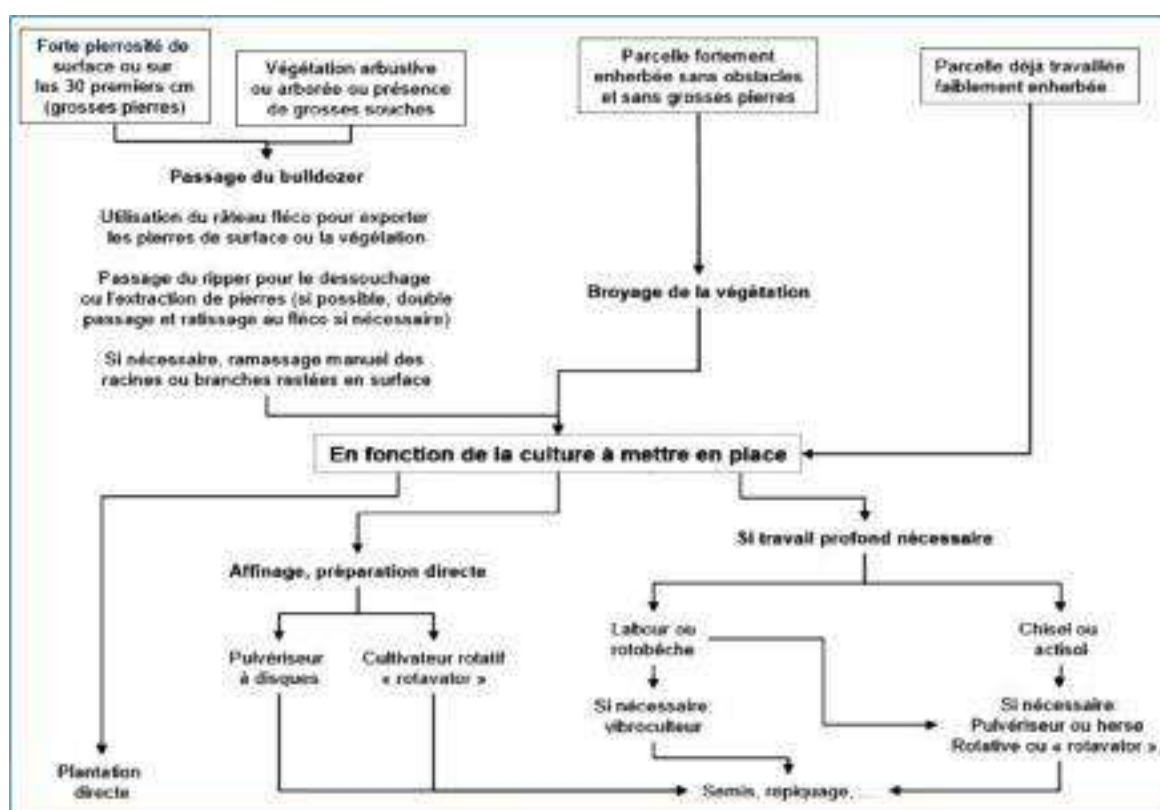 Forte pierrosité de
surface ou sur
les 30 premiers cm
(grosses pierres)
Végétation arbustive
ou arborée ou présence
de grosses souches
Parcelle fortement
enherbée sans obstacles
et sans grosses pierres
Parcelle déjà travaillée
faiblement enherbée
Passage du bulldozer
Utilisation du râteau fléco pour exporter
les pierres de surface ou la végétation
Passage du ripper pour le dessouchage
ou l'extraction de pierres (si possible, double
passage et ratissage au fléco si nécessaire)
Si nécessaire, ramassage manuel des
racines ou branches restées en surface
Broyage de la végétation
En fonction de la culture à mettre en place
Affinage, préparation directe
Si travail profond nécessaire
Pulvériseur
à disques
Cultivateur rotatif
« rotavator »
Labour ou
rotobêche
Chisel ou
actisol
Si nécessaire
vibroculteur
Si nécessaire
Pulvériseur ou herse
Rotative ou « rotavator »
Plantation
directe
Semis, repiquage, ...